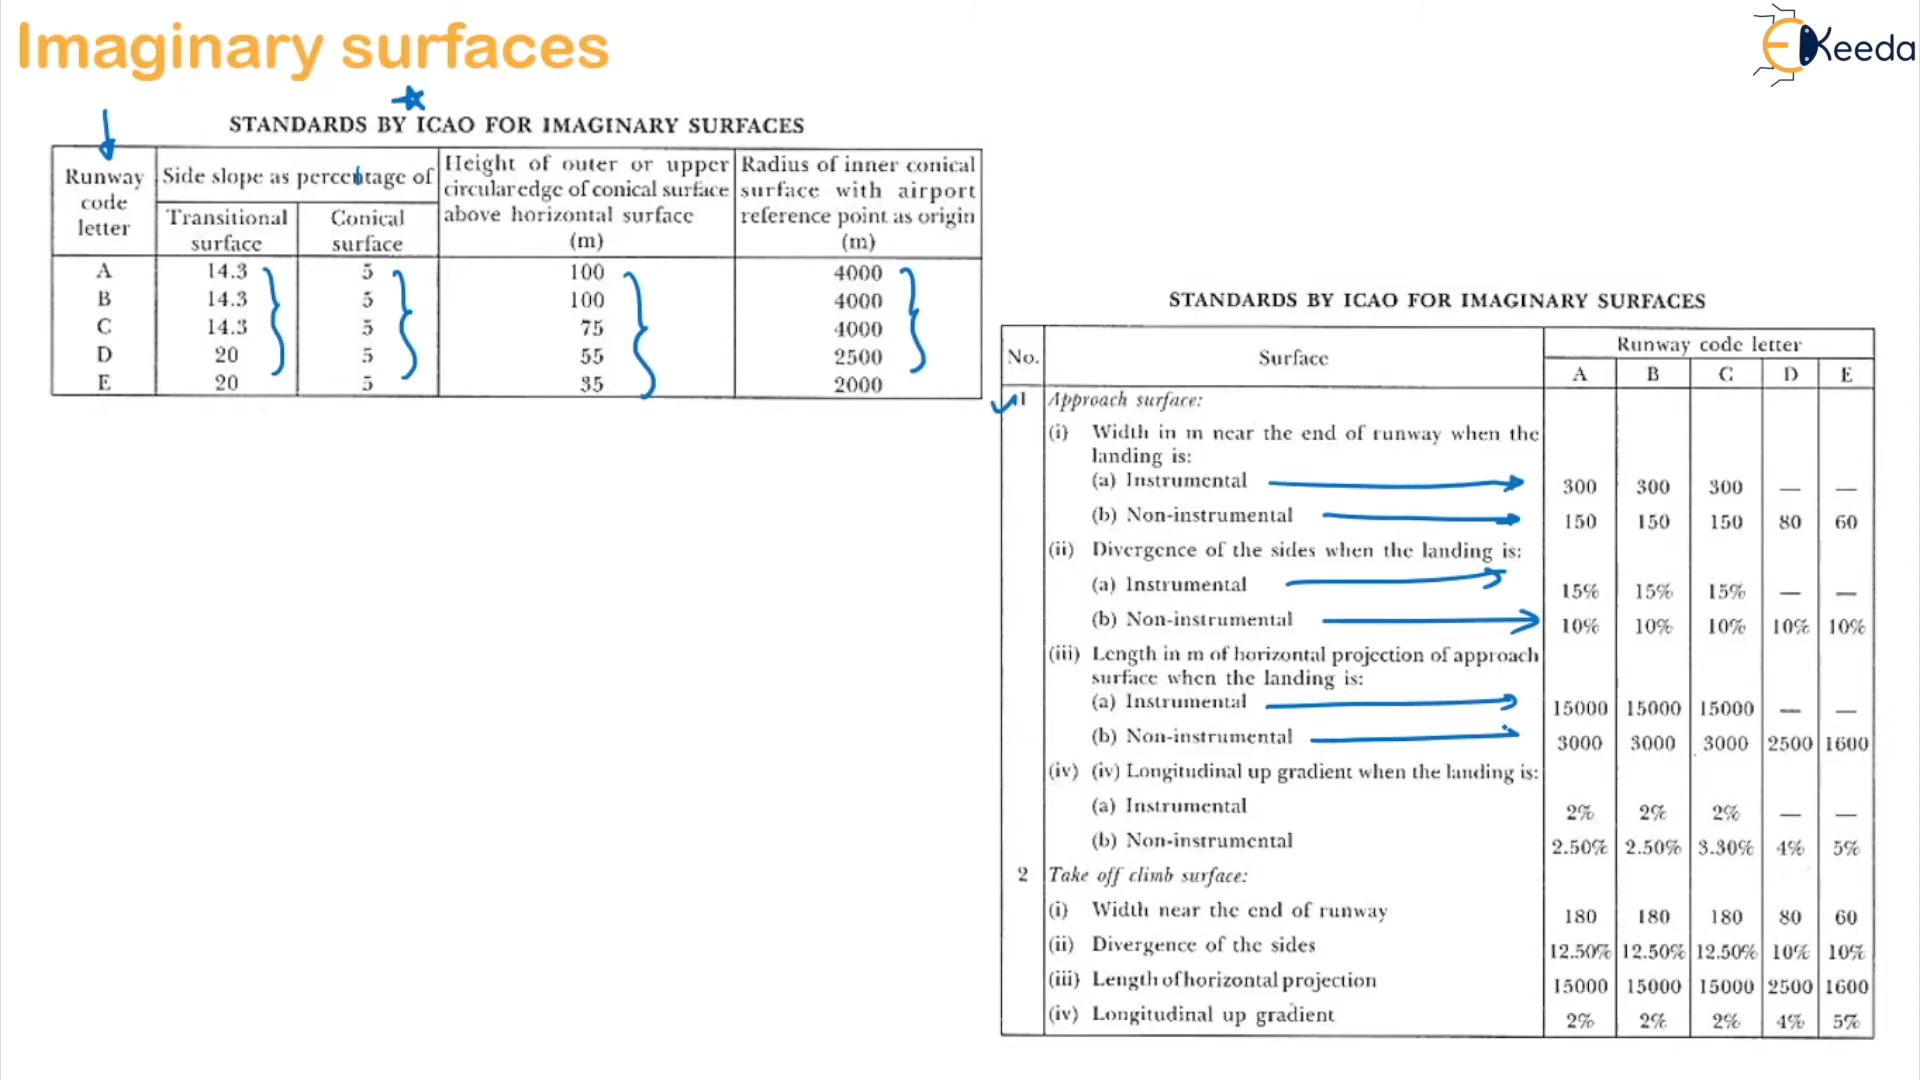 Imaginary surfaces
EKeeda
STANDARDS BY ICAO FOR IMAGINARY SURFACES
Runway code letter | Side slope as percentage of | Height of outer or upper circular edge of conical surface above horizontal surface (m) | Radius of inner conical surface with airport reference point as origin (m)
Transitional surface | Conical surface
A 14.3 5 100 4000
B 14.3 5 100 4000
C 14.3 5 75 4000
D 20 5 55 2500
E 20 5 35 2000
STANDARDS BY ICAO FOR IMAGINARY SURFACES
No. Surface Runway code letter
A B C D E
1 Approach surface:
(i) Width in m near the end of runway when the
landing is:
(a) Instrumental 300 300 300 — —
(b) Non-instrumental 150 150 150 80 60
(ii) Divergence of the sides when the landing is:
(a) Instrumental 15% 15% 15% — —
(b) Non-instrumental 10% 10% 10% 10% 10%
(iii) Length in m of horizontal projection of approach
surface when the landing is:
(a) Instrumental 15000 15000 15000 — —
(b) Non-instrumental 3000 3000 3000 2500 1600
(iv) (iv) Longitudinal up gradient when the landing is:
(a) Instrumental 2% 2% 2% — —
(b) Non-instrumental 2.50% 2.50% 3.30% 4% 5%
2 Take off climb surface:
(i) Width near the end of runway 180 180 180 80 60
(ii) Divergence of the sides 12.50% 12.50% 12.50% 10% 10%
(iii) Length of horizontal projection 15000 15000 15000 2500 1600
(iv) Longitudinal up gradient 2% 2% 2% 4% 5%